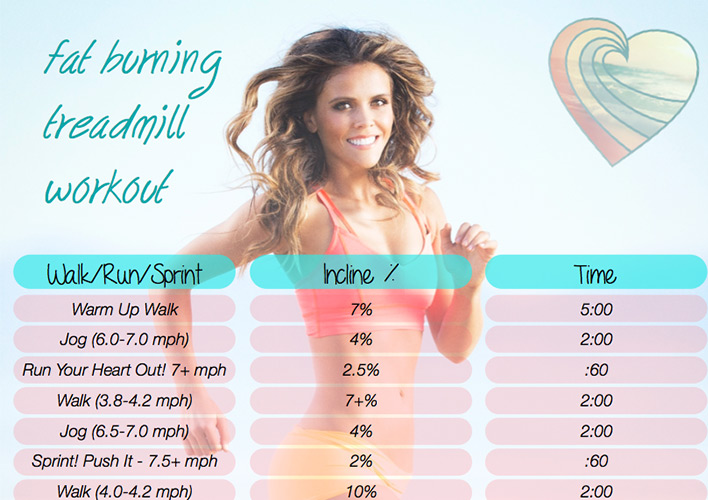 fat burning
treadmill
workout
Walk/Run/Sprint Incline % Time
Warm Up Walk 7% 5:00
Jog (6.0-7.0 mph) 4% 2:00
Run Your Heart Out! 7+ mph 2.5% :60
Walk (3.8-4.2 mph) 7+% 2:00
Jog (6.5-7.0 mph) 4% 2:00
Sprint! Push It - 7.5+ mph 2% :60
Walk (4.0-4.2 mph) 10% 2:00